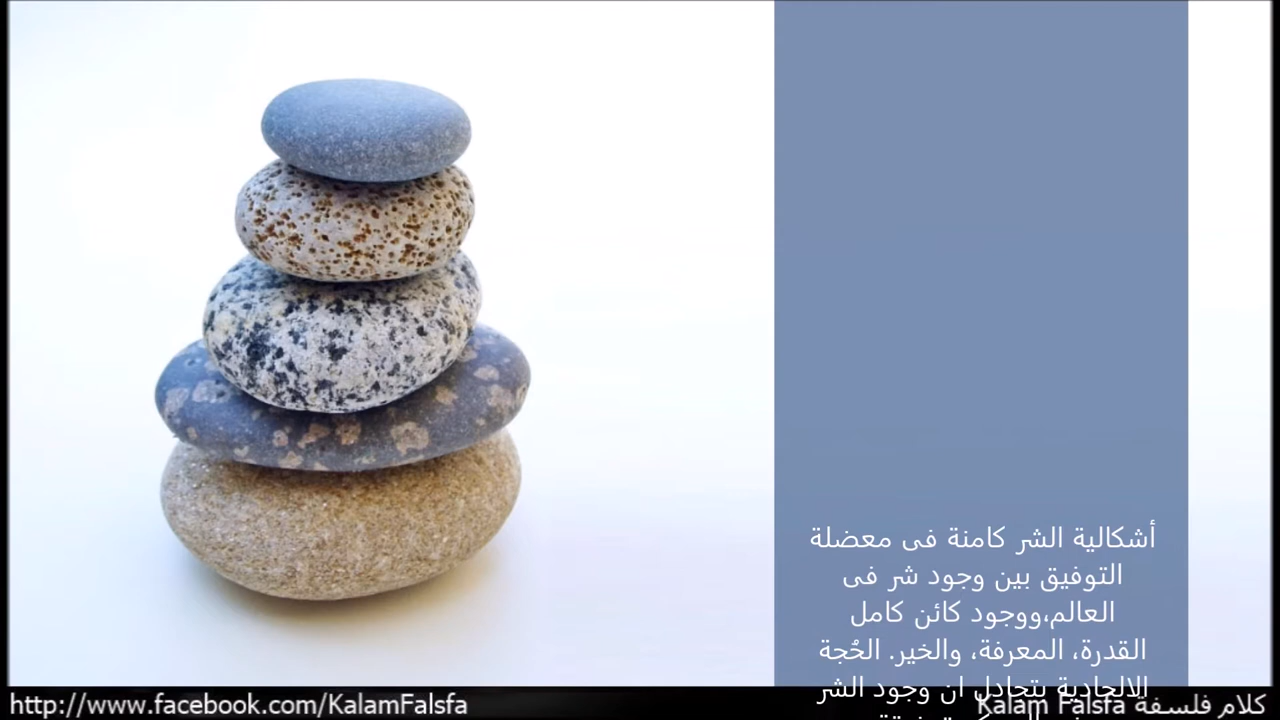 أشكالية الشر كامنة فى معضلة
التوفيق بين وجود شر فى
العالم،ووجود كائن كامل
القدرة، المعرفة، والخير. الحُجة
الالحادية بتجادل ان وجود الشر
http://www.facebook.com/KalamFalsfa
Kalam Falsfa كلام فلسفة